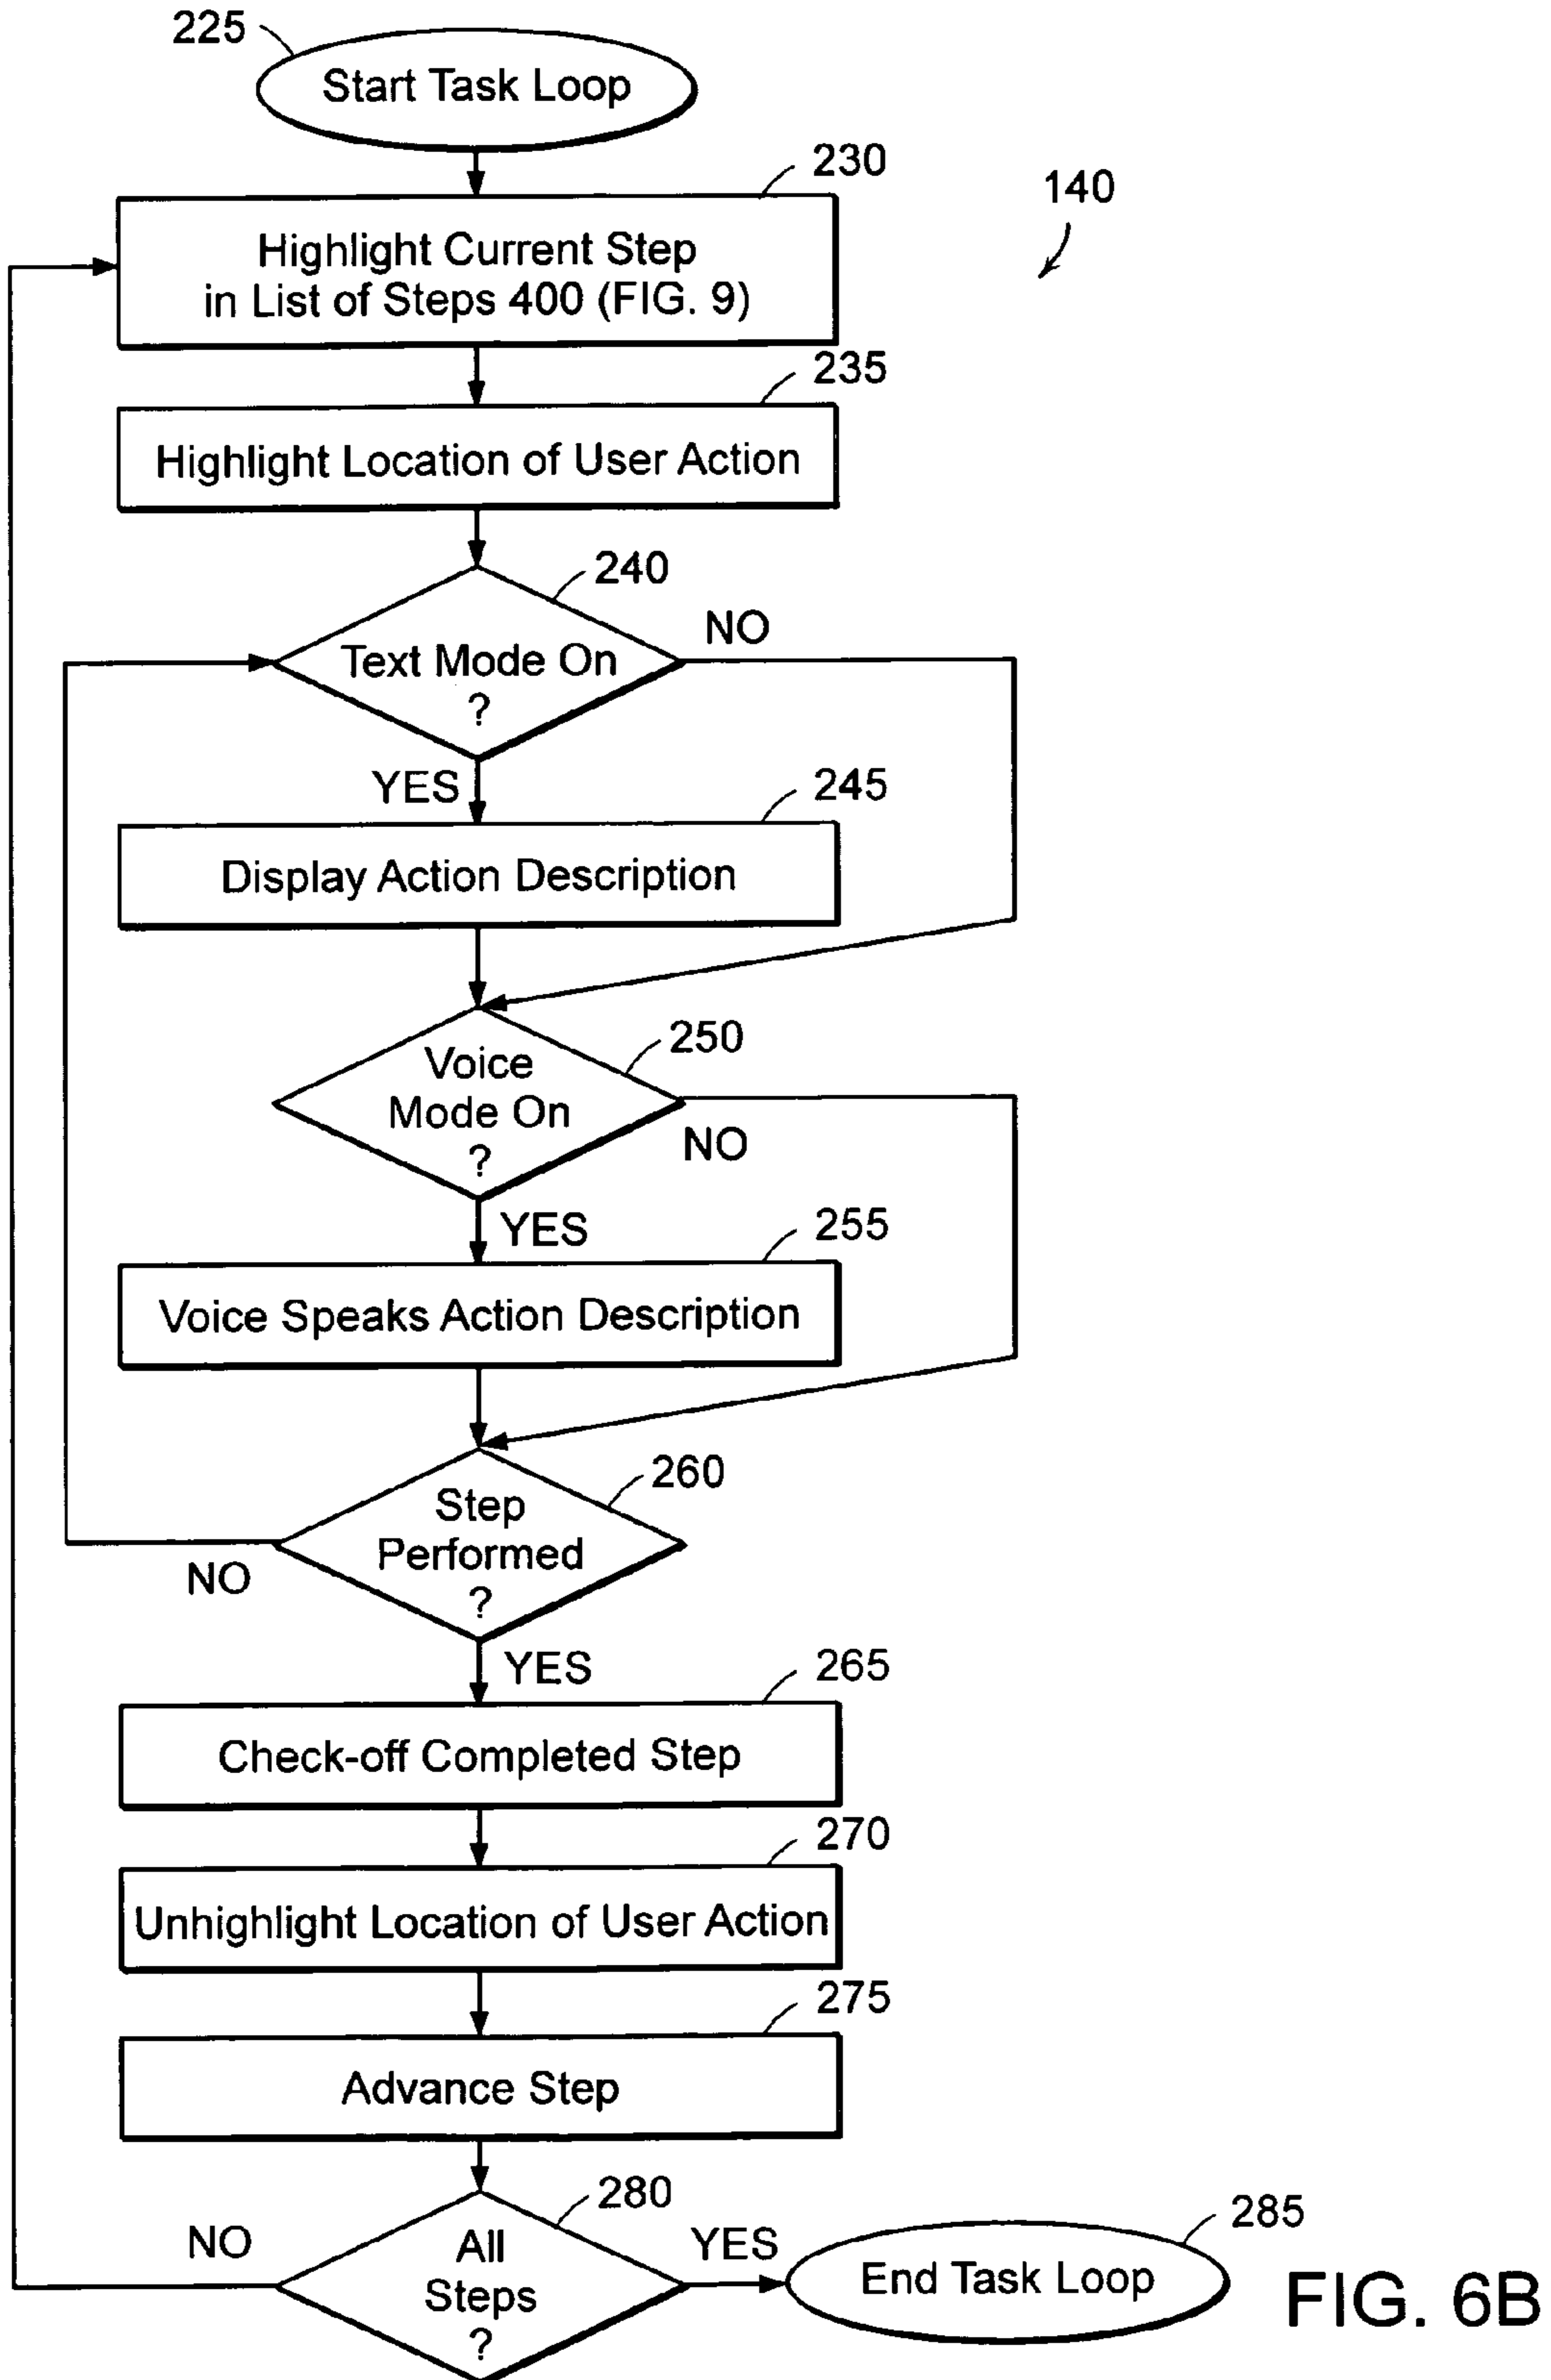 225
Start Task Loop
230
140
Highlight Current Step
in List of Steps 400 (FIG. 9)
235
Highlight Location of User Action
240
NO
Text Mode On
?
YES
245
Display Action Description
250
Voice
Mode On
?
NO
YES
255
Voice Speaks Action Description
260
Step
Performed
?
NO
YES
265
Check-off Completed Step
270
Unhighlight Location of User Action
275
Advance Step
280
NO
All
Steps
?
YES
285
End Task Loop
FIG. 6B